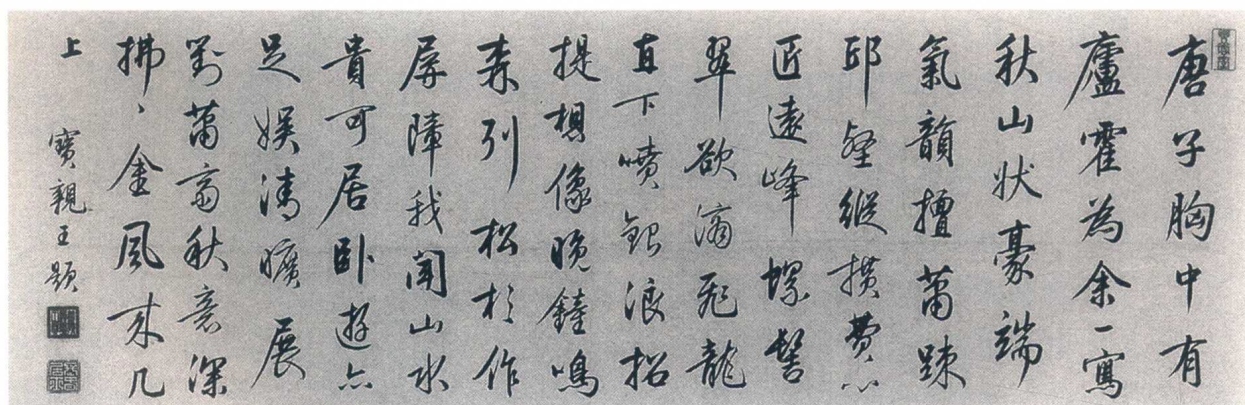 唐子胸中有
廬霍為余一寫
秋山狀豪端
氣韻擅蕭踈
邱壑縱橫費心
匠遠峰螺髻
翠欲滴飛龍
直下噴銀浪招
提想像晚鐘鳴
森列松杉作
屏障我聞山水
貴可居卧遊亦
足娛清曠展
對蕭齋秋意深
拂〻金風來几
上
寶親王題